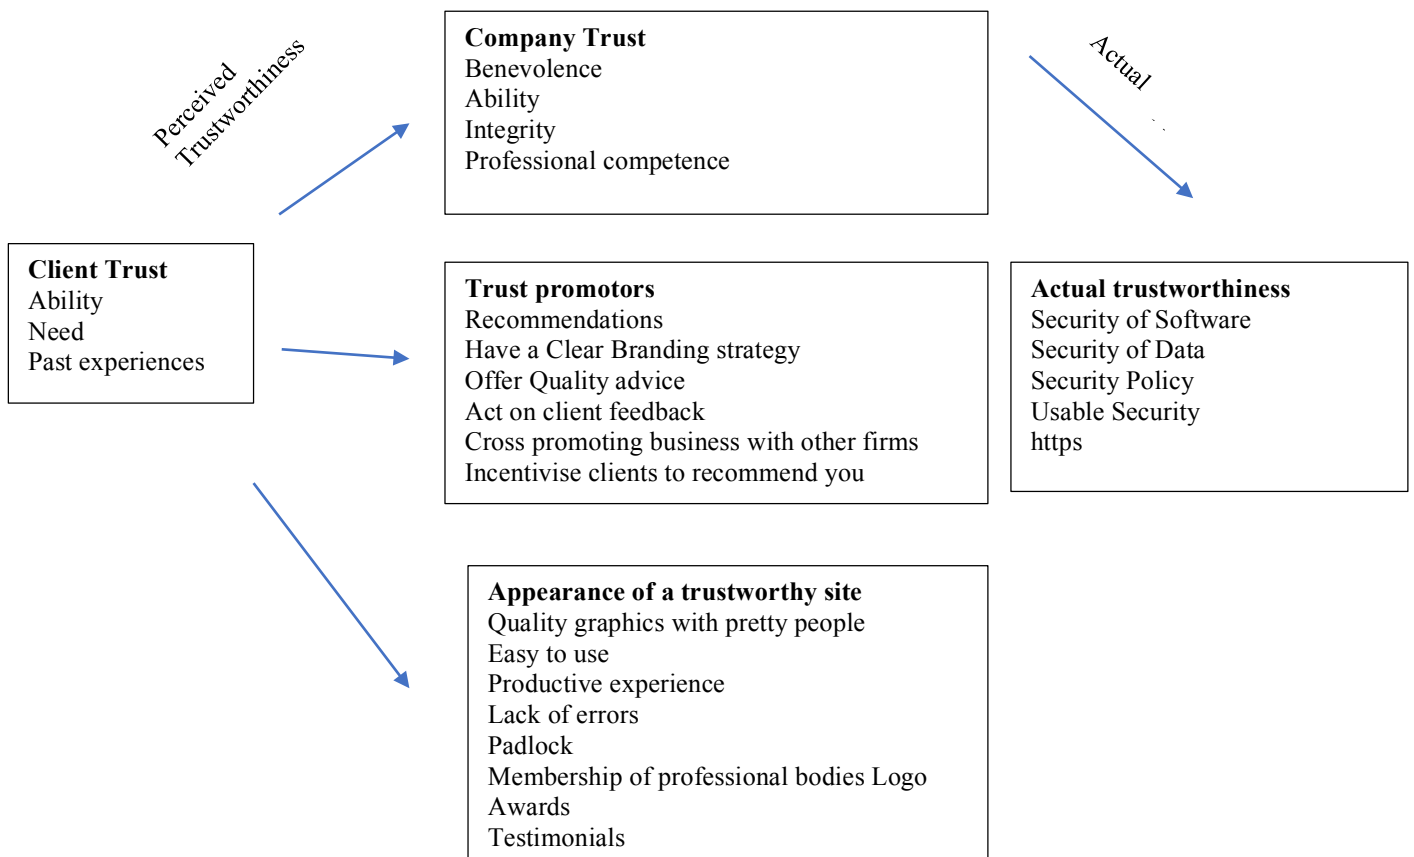 Perceived
Trustworthiness
Company Trust
Benevolence
Ability
Integrity
Professional competence
Actual
Client Trust
Ability
Need
Past experiences
Trust promotors
Recommendations
Have a Clear Branding strategy
Offer Quality advice
Act on client feedback
Cross promoting business with other firms
Incentivise clients to recommend you
Actual trustworthiness
Security of Software
Security of Data
Security Policy
Usable Security
https
Appearance of a trustworthy site
Quality graphics with pretty people
Easy to use
Productive experience
Lack of errors
Padlock
Membership of professional bodies Logo
Awards
Testimonials